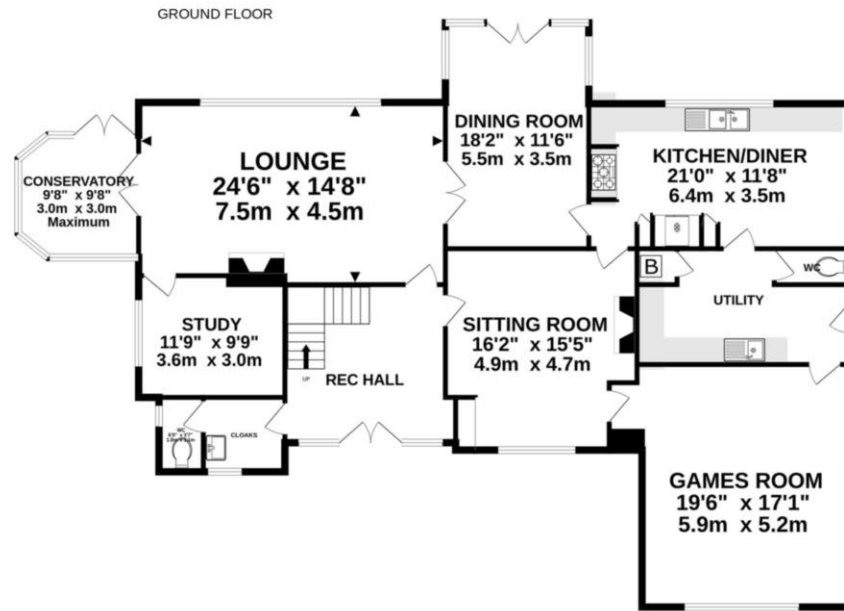 GROUND FLOOR
DINING ROOM
18'2" x 11'6"
5.5m x 3.5m
KITCHEN/DINER
21'0" x 11'8"
6.4m x 3.5m
LOUNGE
24'6" x 14'8"
7.5m x 4.5m
CONSERVATORY
9'8" x 9'8"
3.0m x 3.0m
Maximum
B
WC
UTILITY
STUDY
11'9" x 9'9"
3.6m x 3.0m
SITTING ROOM
16'2" x 15'5"
4.9m x 4.7m
UP
REC HALL
WC
CLOAKS
GAMES ROOM
19'6" x 17'1"
5.9m x 5.2m